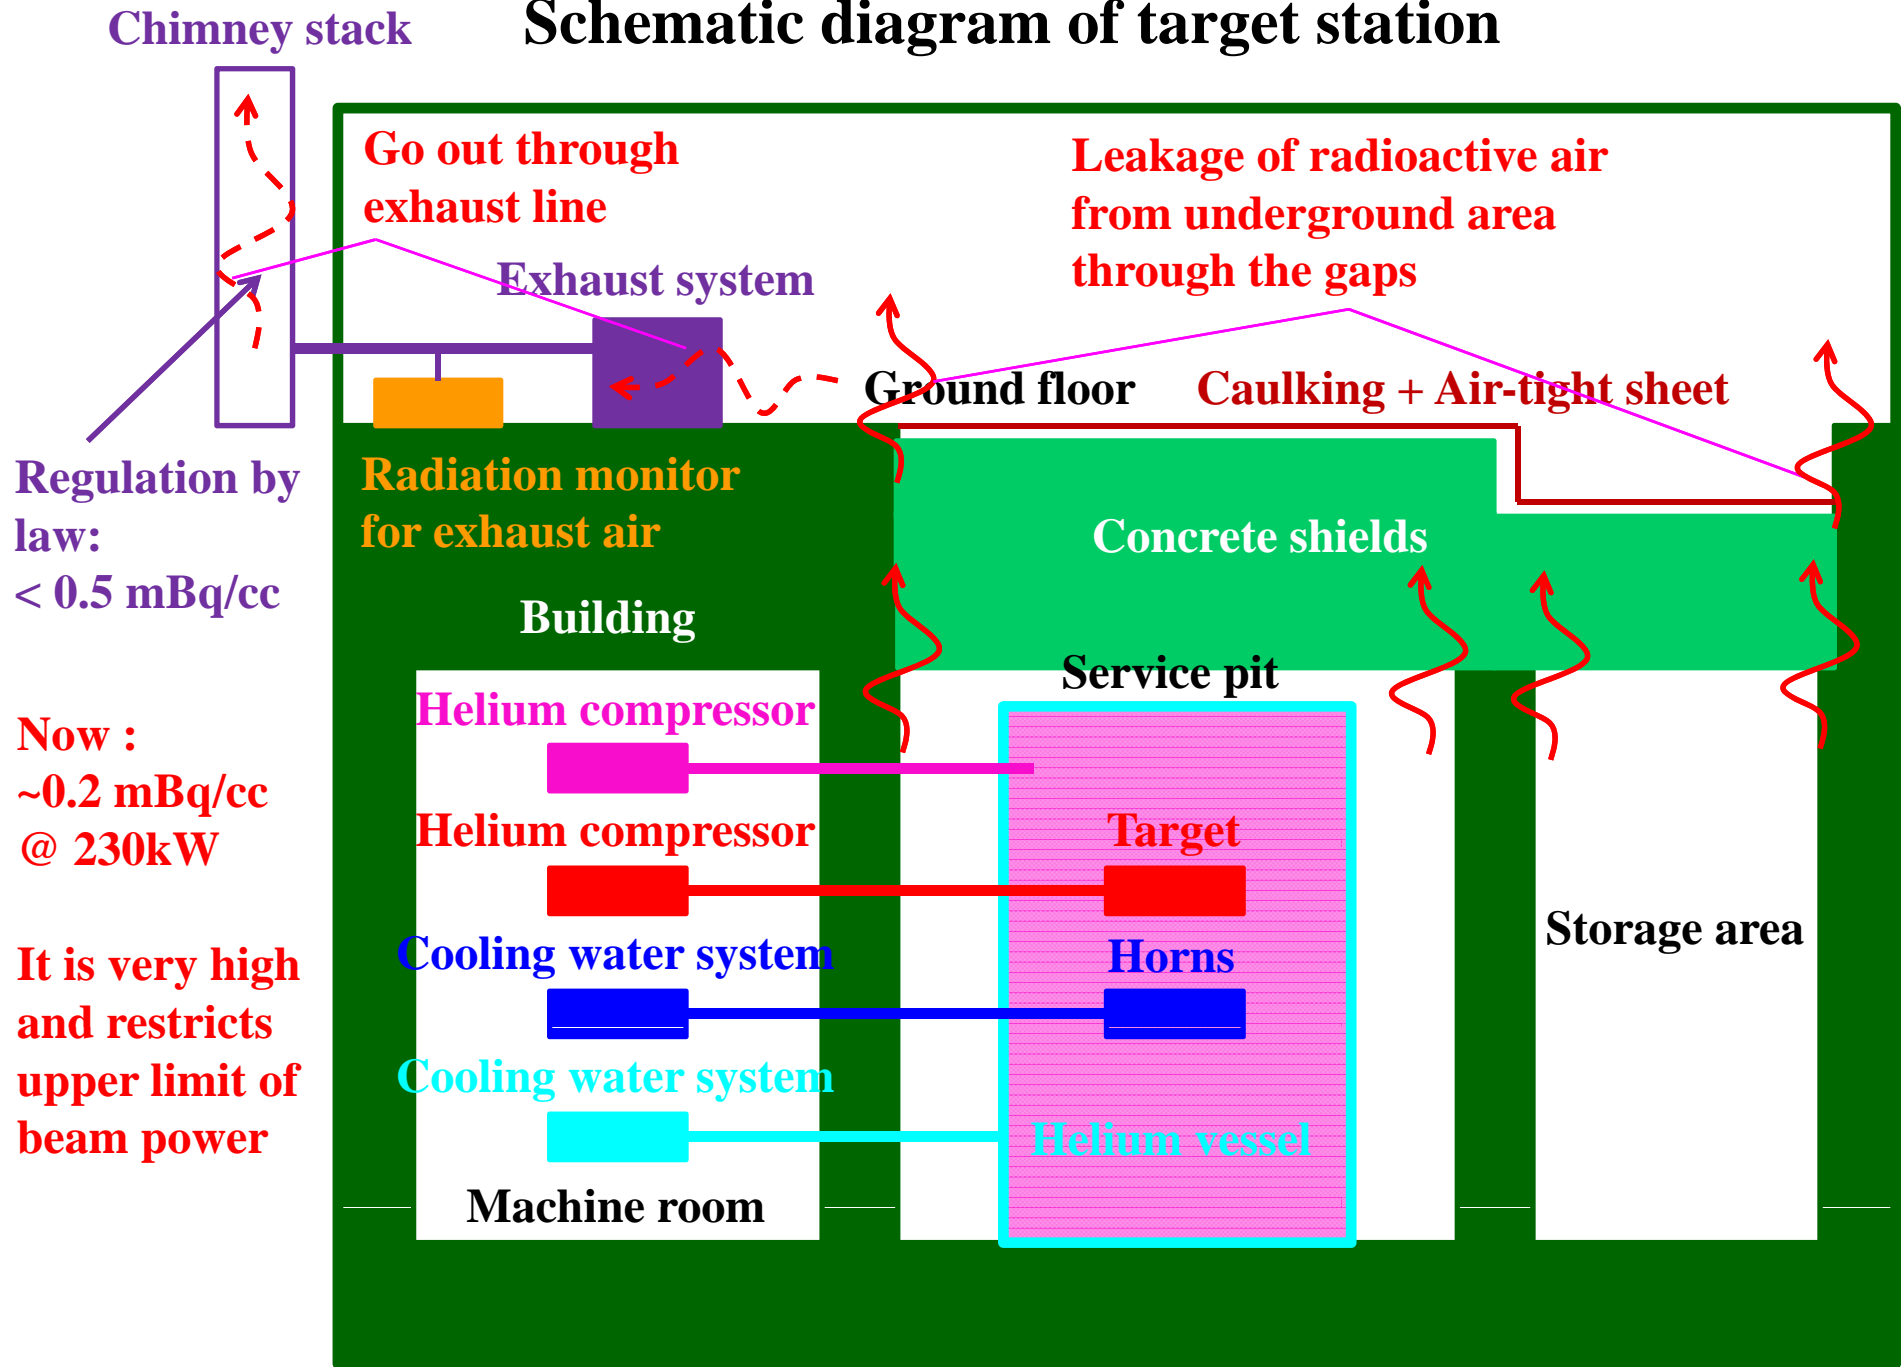 Schematic diagram of target station
Chimney stack
Go out through
exhaust line
Leakage of radioactive air
from underground area
through the gaps
Exhaust system
Ground floor
Caulking + Air-tight sheet
Regulation by
law:
< 0.5 mBq/cc
Radiation monitor
for exhaust air
Concrete shields
Building
Service pit
Now :
~0.2 mBq/cc
@ 230kW
It is very high
and restricts
upper limit of
beam power
Helium compressor
Helium compressor
Target
Cooling water system
Horns
Storage area
Cooling water system
Helium vessel
Machine room